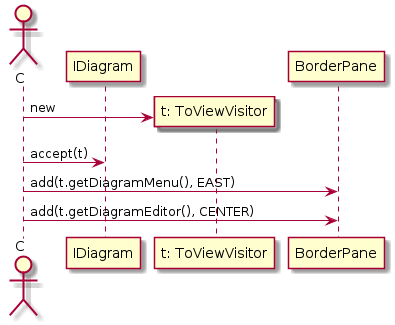 C
IDiagram
BorderPane
new
t: ToViewVisitor
accept(t)
add(t.getDiagramMenu(), EAST)
add(t.getDiagramEditor(), CENTER)
C
IDiagram
t: ToViewVisitor
BorderPane